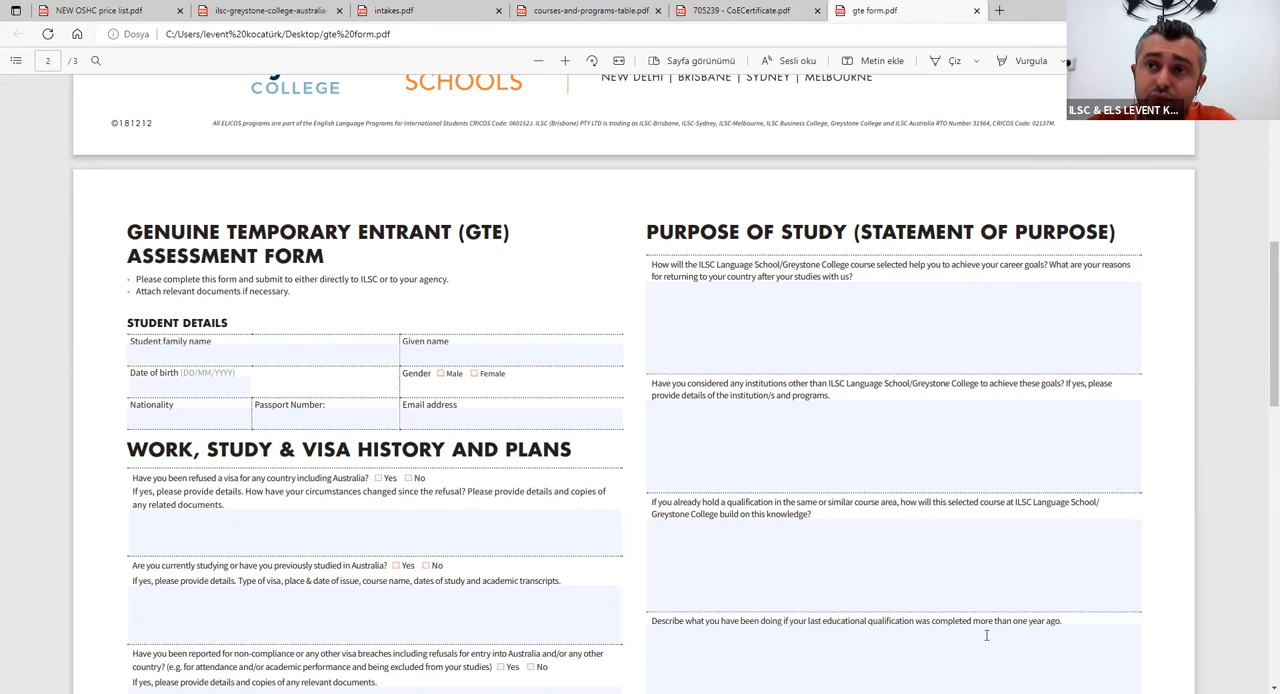 NEW OSHC price list.pdf
ilsc-greystone-college-australia-
intakes.pdf
courses-and-programs-table.pdf
705239 - CoECertificate.pdf
gte form.pdf
Dosya
C:/Users/levent%20kocatürk/Desktop/gte%20form.pdf
2 / 3
Sayfa görünümü
Sesli oku
Metin ekle
Çiz
Vurgula
ILSC & ELS LEVENT K...
COLLEGE
SCHOOLS
NEW DELHI | BRISBANE | SYDNEY | MELBOURNE
©181212
All ELICOS programs are part of the English Language Programs for International Students CRICOS Code: 060152J. ILSC (Brisbane) PTY LTD is trading as ILSC-Brisbane, ILSC-Sydney, ILSC-Melbourne, ILSC Business College, Greystone College and ILSC Australia RTO Number 31564, CRICOS Code: 02137M.
GENUINE TEMPORARY ENTRANT (GTE)
ASSESSMENT FORM
• Please complete this form and submit to either directly to ILSC or to your agency.
• Attach relevant documents if necessary.
STUDENT DETAILS
Student family name
Given name
Date of birth (DD/MM/YYYY)
Gender Male Female
Nationality
Passport Number:
Email address
WORK, STUDY & VISA HISTORY AND PLANS
Have you been refused a visa for any country including Australia? Yes No
If yes, please provide details. How have your circumstances changed since the refusal? Please provide details and copies of
any related documents.
Are you currently studying or have you previously studied in Australia? Yes No
If yes, please provide details. Type of visa, place & date of issue, course name, dates of study and academic transcripts.
Have you been reported for non-compliance or any other visa breaches including refusals for entry into Australia and/or any other
country? (e.g. for attendance and/or academic performance and being excluded from your studies) Yes No
If yes, please provide details and copies of any relevant documents.
PURPOSE OF STUDY (STATEMENT OF PURPOSE)
How will the ILSC Language School/Greystone College course selected help you to achieve your career goals? What are your reasons
for returning to your country after your studies with us?
Have you considered any institutions other than ILSC Language School/Greystone College to achieve these goals? If yes, please
provide details of the institution/s and programs.
If you already hold a qualification in the same or similar course area, how will this selected course at ILSC Language School/
Greystone College build on this knowledge?
Describe what you have been doing if your last educational qualification was completed more than one year ago.